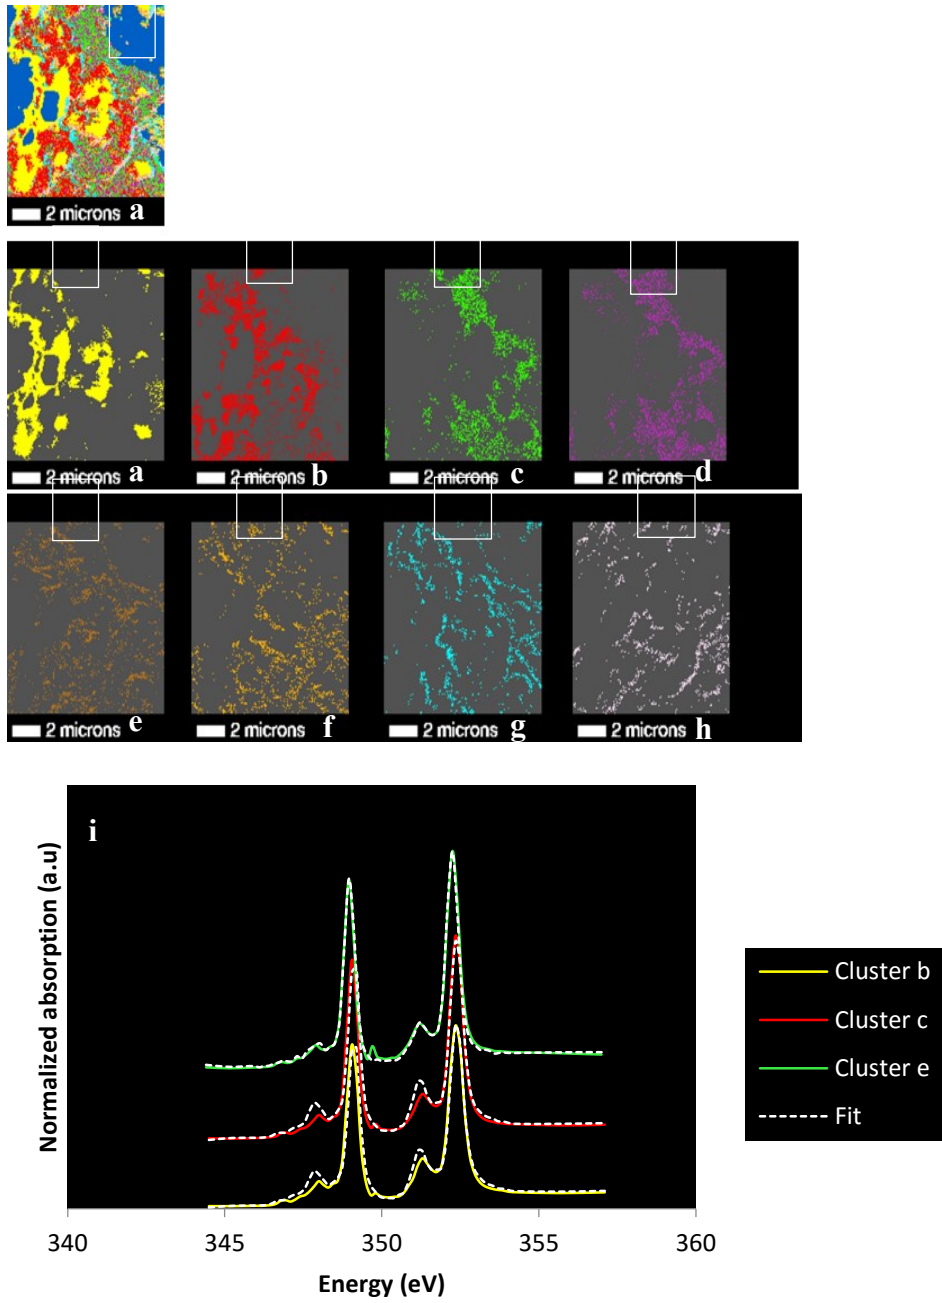 2 microns a
2 microns a
2 microns b
2 microns c
2 microns d
2 microns e
2 microns f
2 microns g
2 microns h
i
Normalized absorption (a.u)
Cluster b
Cluster c
Cluster e
Fit
340 345 350 355 360
Energy (eV)